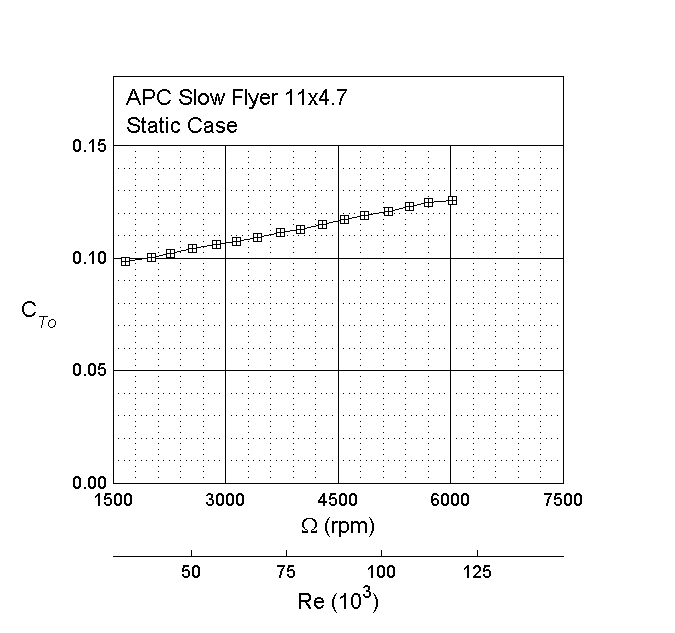 APC Slow Flyer 11x4.7
Static Case
0.15
0.10
C_To
0.05
0.00
1500 3000 4500 6000 7500
Ω (rpm)
50 75 100 125
Re (10³)